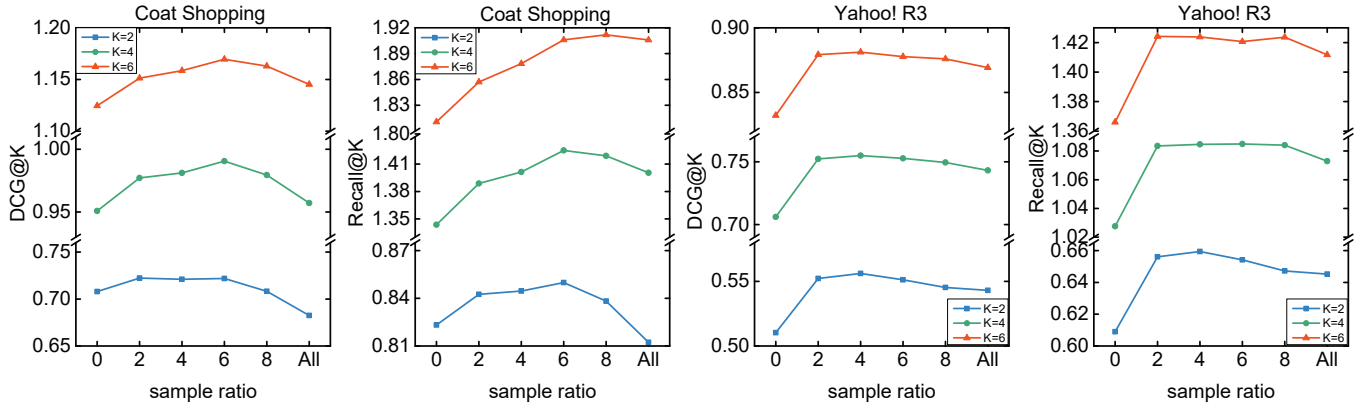 Coat Shopping
1.20
1.15
1.10
1.00
0.95
0.75
0.70
0.65
DCG@K
K=2
K=4
K=6
0 2 4 6 8 All
sample ratio
Coat Shopping
1.92
1.89
1.86
1.83
1.80
1.41
1.38
1.35
0.87
0.84
0.81
Recall@K
K=2
K=4
K=6
0 2 4 6 8 All
sample ratio
Yahoo! R3
0.90
0.85
0.75
0.70
0.55
0.50
DCG@K
K=2
K=4
K=6
0 2 4 6 8 All
sample ratio
Yahoo! R3
1.42
1.40
1.38
1.36
1.08
1.06
1.04
1.02
0.66
0.64
0.62
0.60
Recall@K
K=2
K=4
K=6
0 2 4 6 8 All
sample ratio